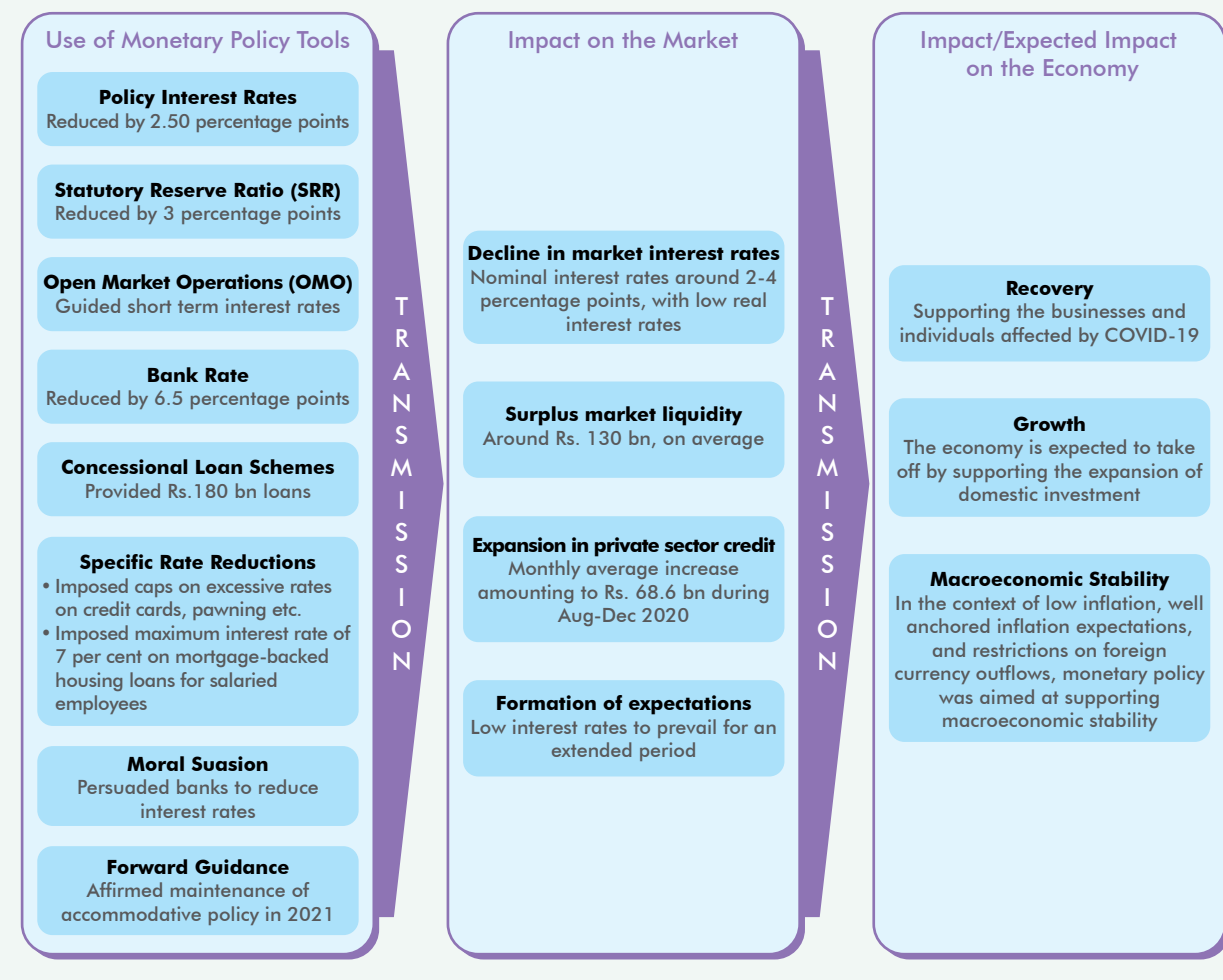 Use of Monetary Policy Tools
Policy Interest Rates
Reduced by 2.50 percentage points
Statutory Reserve Ratio (SRR)
Reduced by 3 percentage points
Open Market Operations (OMO)
Guided short term interest rates
Bank Rate
Reduced by 6.5 percentage points
Concessional Loan Schemes
Provided Rs.180 bn loans
Specific Rate Reductions
• Imposed caps on excessive rates
on credit cards, pawning etc.
• Imposed maximum interest rate of
7 per cent on mortgage-backed
housing loans for salaried
employees
Moral Suasion
Persuaded banks to reduce
interest rates
Forward Guidance
Affirmed maintenance of
accommodative policy in 2021
TRANSMISSION
Impact on the Market
Decline in market interest rates
Nominal interest rates around 2-4
percentage points, with low real
interest rates
Surplus market liquidity
Around Rs. 130 bn, on average
Expansion in private sector credit
Monthly average increase
amounting to Rs. 68.6 bn during
Aug-Dec 2020
Formation of expectations
Low interest rates to prevail for an
extended period
TRANSMISSION
Impact/Expected Impact
on the Economy
Recovery
Supporting the businesses and
individuals affected by COVID-19
Growth
The economy is expected to take
off by supporting the expansion of
domestic investment
Macroeconomic Stability
In the context of low inflation, well
anchored inflation expectations,
and restrictions on foreign
currency outflows, monetary policy
was aimed at supporting
macroeconomic stability